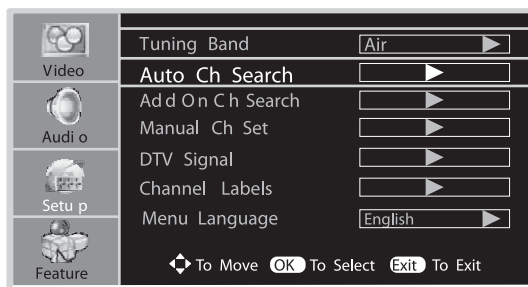 Video
Audi o
Setu p
Feature
Tuning Band Air
Auto Ch Search
Add On Ch Search
Manual Ch Set
DTV Signal
Channel Labels
Menu Language English
To Move OK To Select Exit To Exit